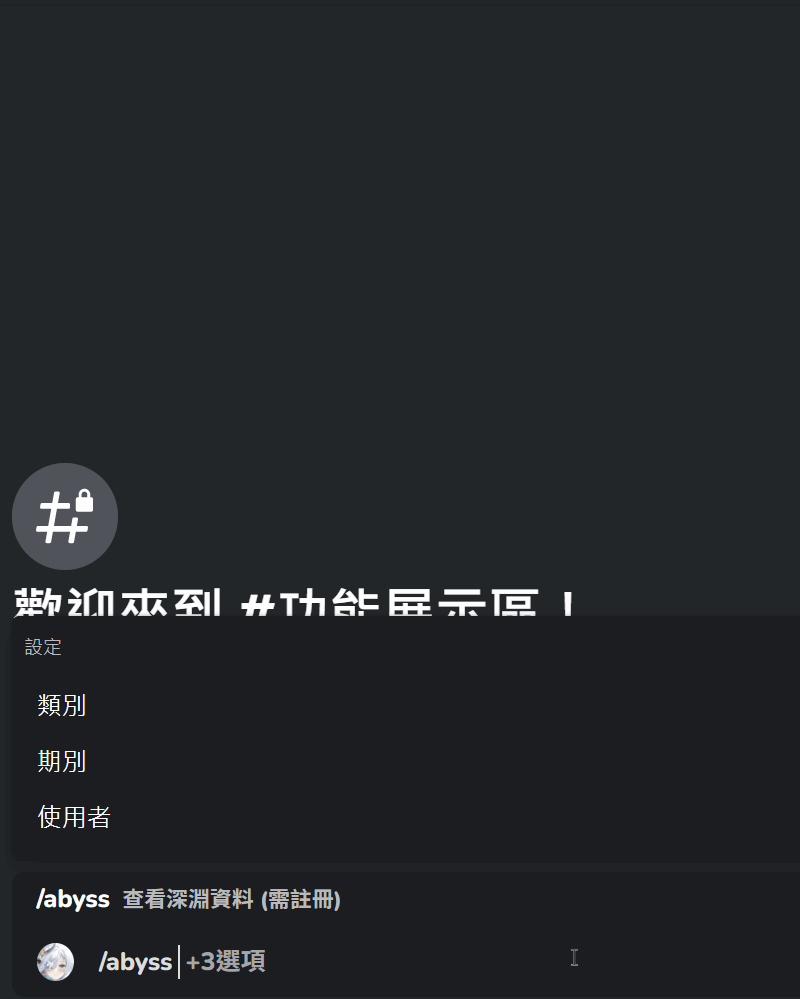 歡迎來到 #功能展示區！
設定
類別
期別
使用者
/abyss 查看深淵資料 (需註冊)
/abyss +3選項